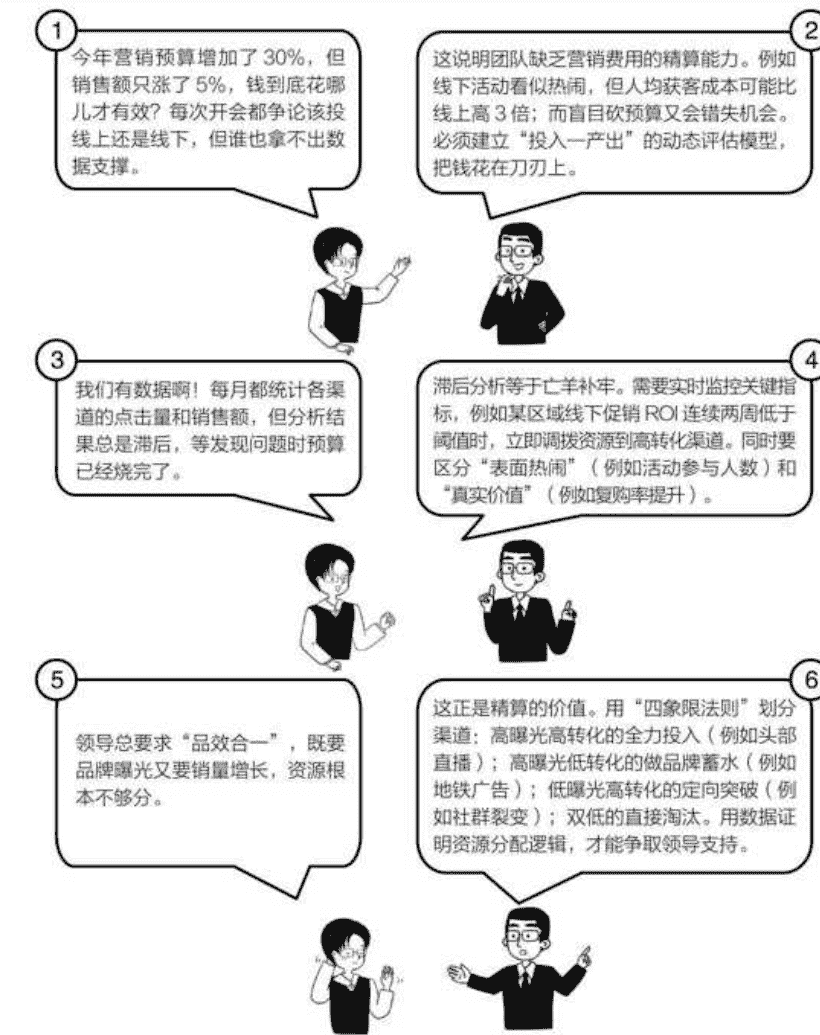 1
今年营销预算增加了 30%，但
销售额只涨了 5%，钱到底花哪
儿才有效？每次开会都争论该投
线上还是线下，但谁也拿不出数
据支撑。
2
这说明团队缺乏营销费用的精算能力。例如
线下活动看似热闹，但人均获客成本可能比
线上高 3 倍；而盲目砍预算又会错失机会。
必须建立“投入—产出”的动态评估模型，
把钱花在刀刃上。
3
我们有数据啊！每月都统计各渠
道的点击量和销售额，但分析结
果总是滞后，等发现问题时预算
已经烧完了。
4
滞后分析等于亡羊补牢。需要实时监控关键指
标，例如某区域线下促销 ROI 连续两周低于
阈值时，立即调拨资源到高转化渠道。同时要
区分“表面热闹”（例如活动参与人数）和
“真实价值”（例如复购率提升）。
5
领导总要求“品效合一”，既要
品牌曝光又要销量增长，资源根
本不够分。
6
这正是精算的价值。用“四象限法则”划分
渠道：高曝光高转化的全力投入（例如头部
直播）；高曝光低转化的做品牌蓄水（例如
地铁广告）；低曝光高转化的定向突破（例
如社群裂变）；双低的直接淘汰。用数据证
明资源分配逻辑，才能争取领导支持。